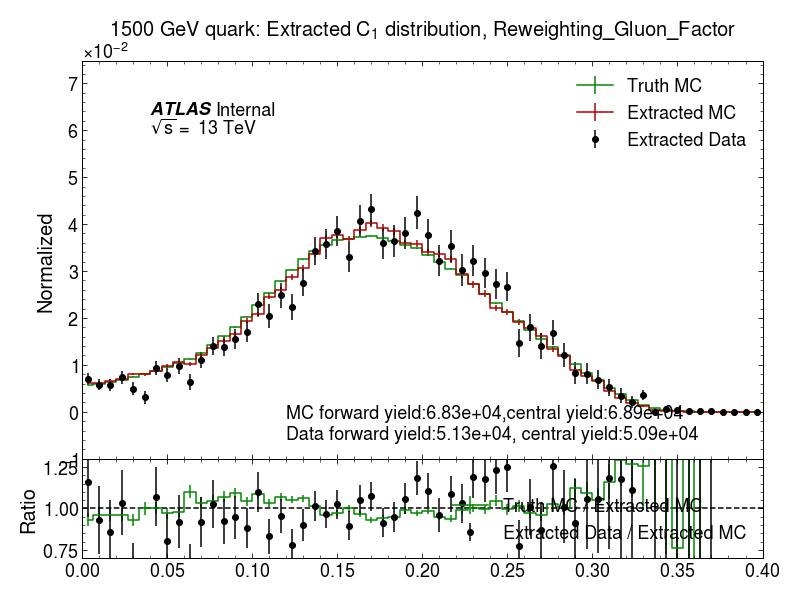 1500 GeV quark: Extracted C₁ distribution, Reweighting_Gluon_Factor
×10⁻²
7
6
5
4
3
2
1
0
1
Normalized
ATLAS Internal
√s = 13 TeV
Truth MC
Extracted MC
Extracted Data
MC forward yield:6.83e+04,central yield:6.89e+04
Data forward yield:5.13e+04, central yield:5.09e+04
1.25
1.00
0.75
Ratio
Truth MC / Extracted MC
Extracted Data / Extracted MC
0.00 0.05 0.10 0.15 0.20 0.25 0.30 0.35 0.40